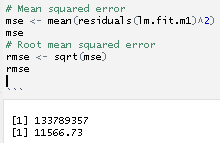 # Mean squared error
mse <- mean(residuals(lm.fit.m1)^2)
mse
# Root mean squared error
rmse <- sqrt(mse)
rmse
```
[1] 133789357
[1] 11566.73